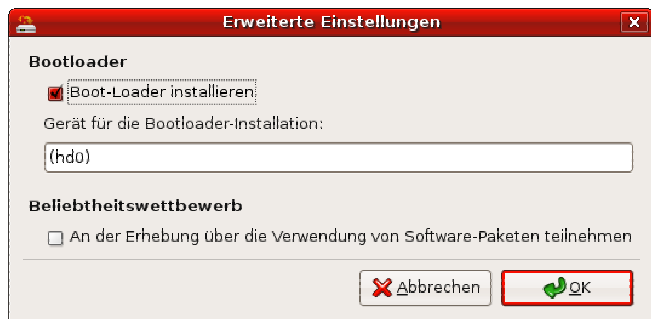 Erweiterte Einstellungen
Bootloader
Boot-Loader installieren
Gerät für die Bootloader-Installation:
(hd0)
Beliebtheitswettbewerb
An der Erhebung über die Verwendung von Software-Paketen teilnehmen
Abbrechen
OK